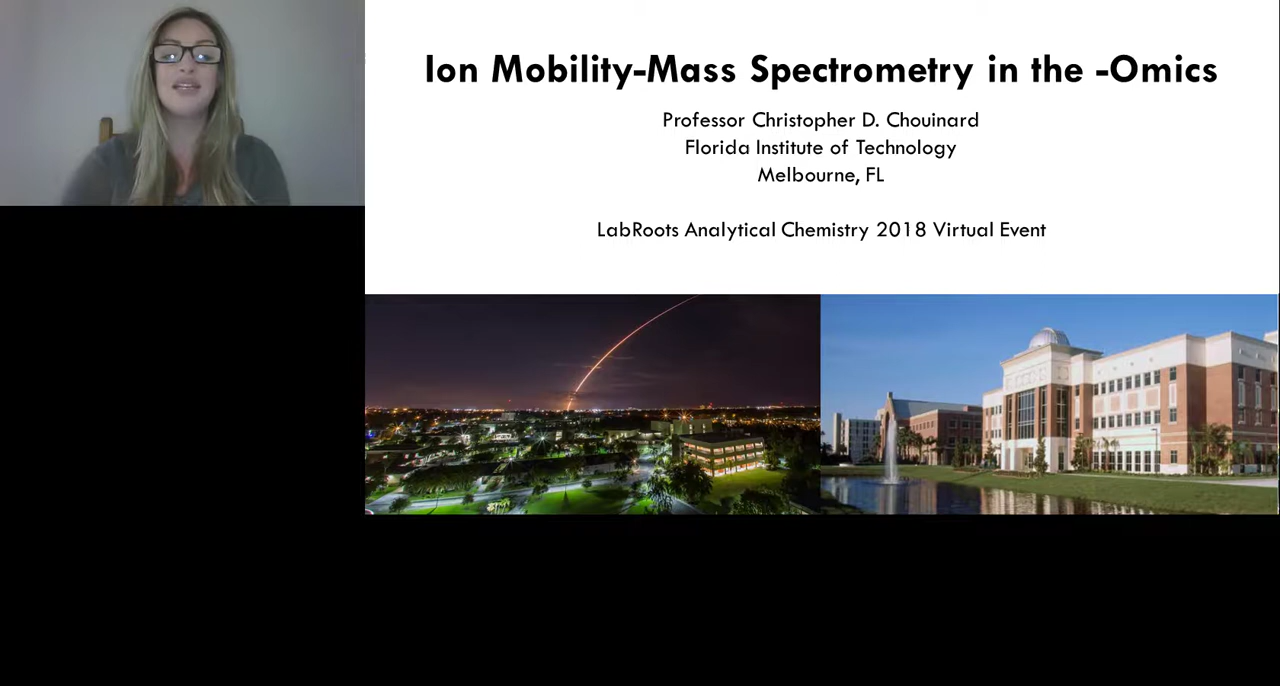 Ion Mobility-Mass Spectrometry in the -Omics
Professor Christopher D. Chouinard
Florida Institute of Technology
Melbourne, FL
LabRoots Analytical Chemistry 2018 Virtual Event